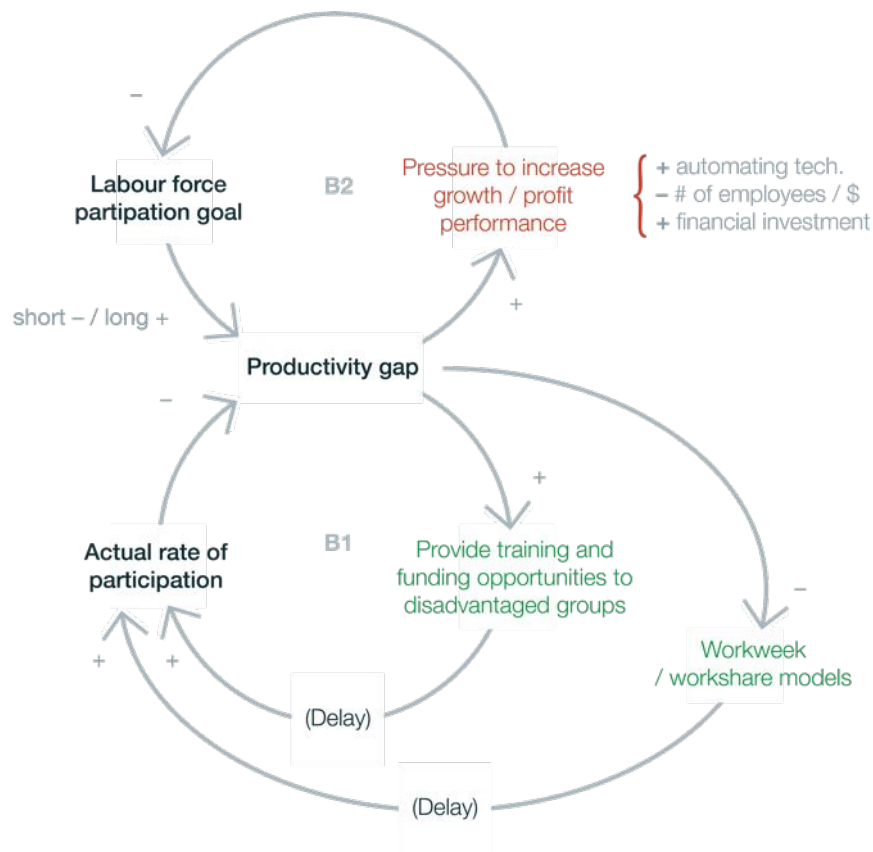 –
Labour force
partipation goal
B2
Pressure to increase
growth / profit
performance
+ automating tech.
– # of employees / $
+ financial investment
short – / long +
+
Productivity gap
–
+
Actual rate of
participation
B1
Provide training and
funding opportunities to
disadvantaged groups
–
Workweek
/ workshare models
+
+
(Delay)
(Delay)